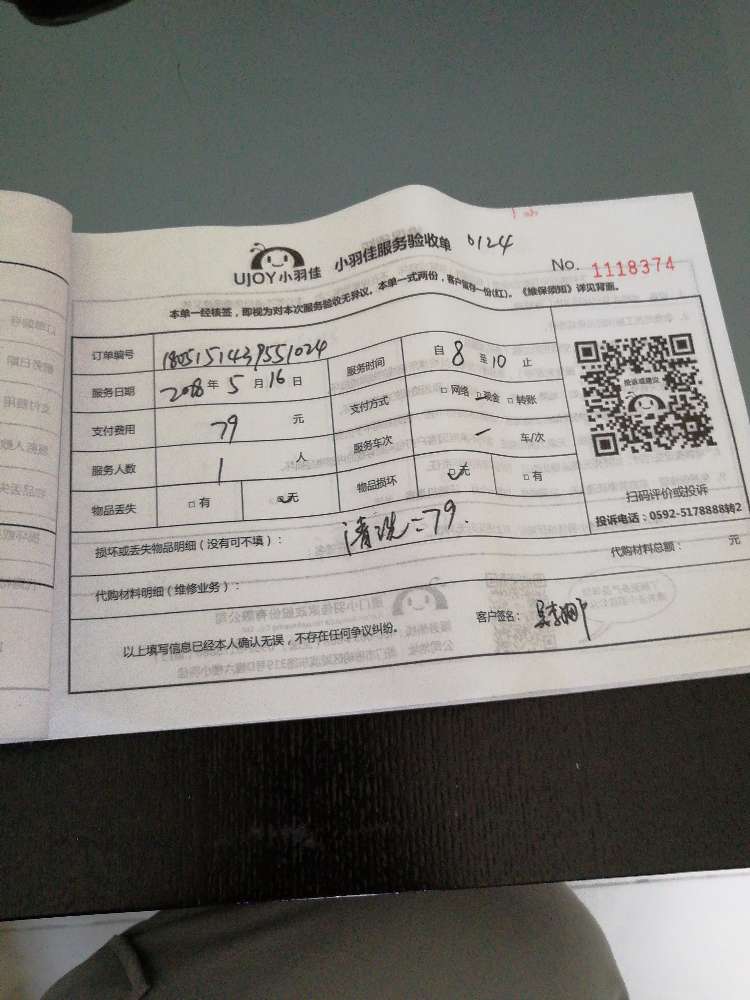 UJOY小羽佳 小羽佳服务验收单 0124
No. 1118374
本单一经核签，即视为对本次服务验收无异议。本单一式两份，客户留存一份(红)。《维保须知》详见背面。
订单编号 1805151439551024 服务时间 自 8 至 10 止
服务日期 2018 年 5 月 16 日 支付方式 □ 网络 □ 现金 □ 转账
支付费用 79 元 服务车次 一 车/次
服务人数 1 人 物品损坏 □无 □ 有
物品丢失 □ 有 □无
投诉或建议
扫码评价或投诉
投诉电话：0592-5178888转2
损坏或丢失物品明细（没有可不填）： 清洗=79.
代购材料明细（维修业务）： 代购材料总额： 元
以上填写信息已经本人确认无误，不存在任何争议纠纷。 客户签名：